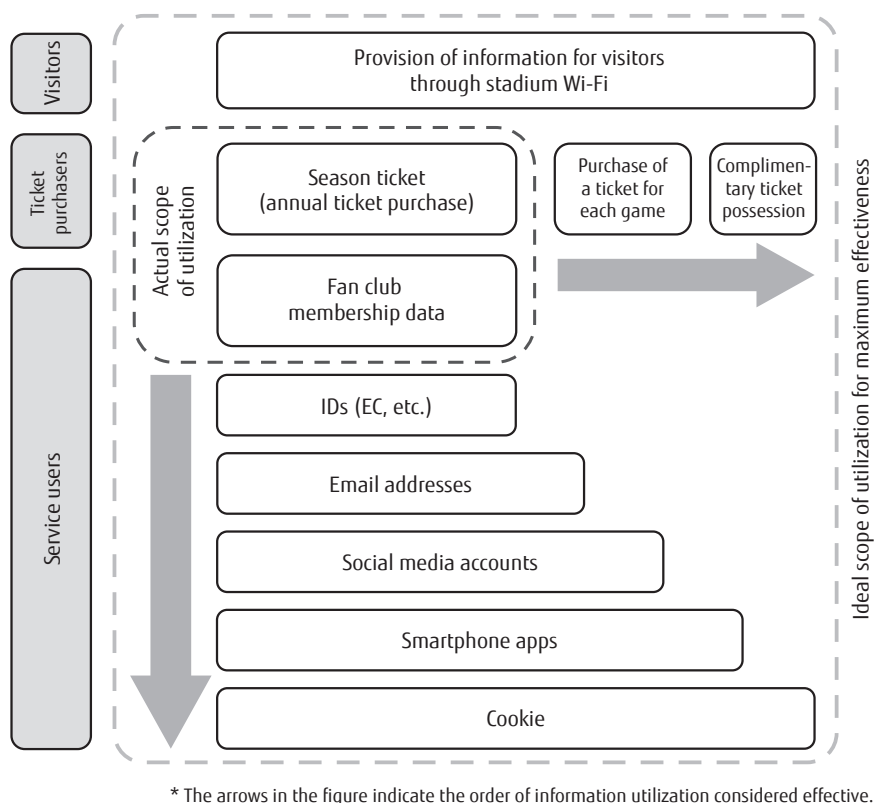 Visitors
Provision of information for visitors
through stadium Wi-Fi
Ticket
purchasers
Actual scope
of utilization
Season ticket
(annual ticket purchase)
Purchase of
a ticket for
each game
Complimen-
tary ticket
possession
Fan club
membership data
Service users
IDs (EC, etc.)
Email addresses
Social media accounts
Smartphone apps
Cookie
Ideal scope of utilization for maximum effectiveness
* The arrows in the figure indicate the order of information utilization considered effective.